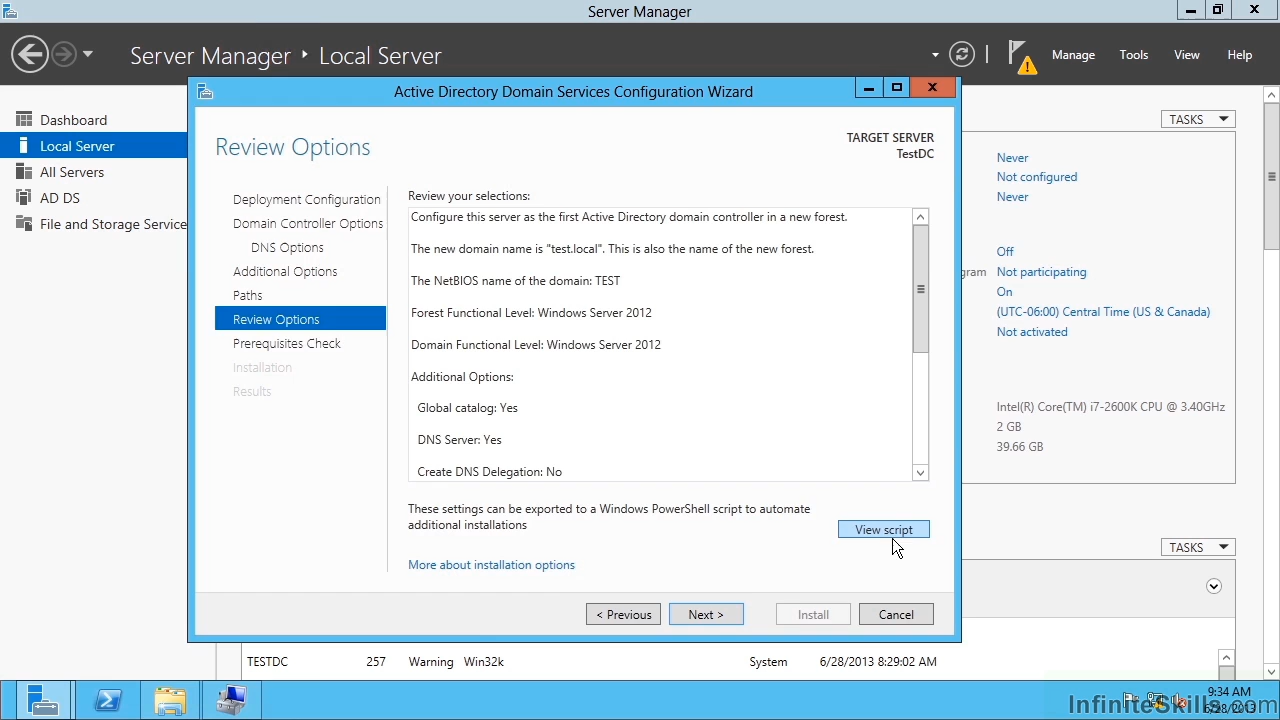 Server Manager
Server Manager ‣ Local Server
Manage
Tools
View
Help
Dashboard
Local Server
All Servers
AD DS
File and Storage Service
Active Directory Domain Services Configuration Wizard
Review Options
TARGET SERVER
TestDC
Deployment Configuration
Domain Controller Options
DNS Options
Additional Options
Paths
Review Options
Prerequisites Check
Installation
Results
Review your selections:
Configure this server as the first Active Directory domain controller in a new forest.
The new domain name is "test.local". This is also the name of the new forest.
The NetBIOS name of the domain: TEST
Forest Functional Level: Windows Server 2012
Domain Functional Level: Windows Server 2012
Additional Options:
Global catalog: Yes
DNS Server: Yes
Create DNS Delegation: No
These settings can be exported to a Windows PowerShell script to automate
additional installations
View script
More about installation options
< Previous
Next >
Install
Cancel
TASKS
Never
Not configured
Never
Off
gram Not participating
On
(UTC-06:00) Central Time (US & Canada)
Not activated
Intel(R) Core(TM) i7-2600K CPU @ 3.40GHz
2 GB
39.66 GB
TASKS
TESTDC 257 Warning Win32k System 6/28/2013 8:29:02 AM
9:34 AM
6/28/2013
InfiniteSkills.com